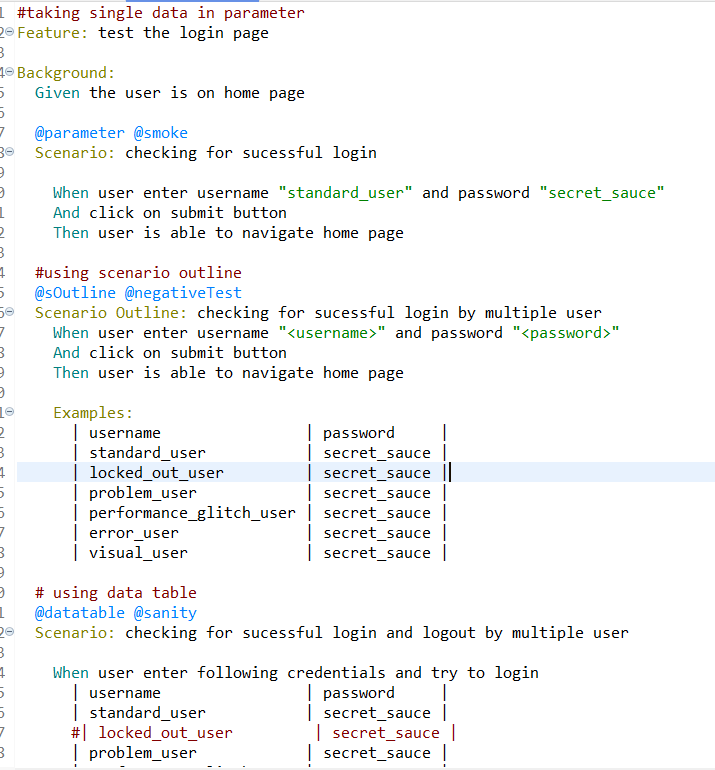 1 #taking single data in parameter
2 Feature: test the login page
3
4 Background:
5 Given the user is on home page
6
7 @parameter @smoke
8 Scenario: checking for sucessful login
9
0 When user enter username "standard_user" and password "secret_sauce"
1 And click on submit button
2 Then user is able to navigate home page
3
4 #using scenario outline
5 @sOutline @negativeTest
6 Scenario Outline: checking for sucessful login by multiple user
7 When user enter username "<username>" and password "<password>"
8 And click on submit button
9 Then user is able to navigate home page
0
1 Examples:
2 | username | password |
3 | standard_user | secret_sauce |
4 | locked_out_user | secret_sauce |
5 | problem_user | secret_sauce |
6 | performance_glitch_user | secret_sauce |
7 | error_user | secret_sauce |
8 | visual_user | secret_sauce |
9
0 # using data table
1 @datatable @sanity
2 Scenario: checking for sucessful login and logout by multiple user
3
4 When user enter following credentials and try to login
5 | username | password |
6 | standard_user | secret_sauce |
7 #| locked_out_user | secret_sauce |
8 | problem_user | secret_sauce |